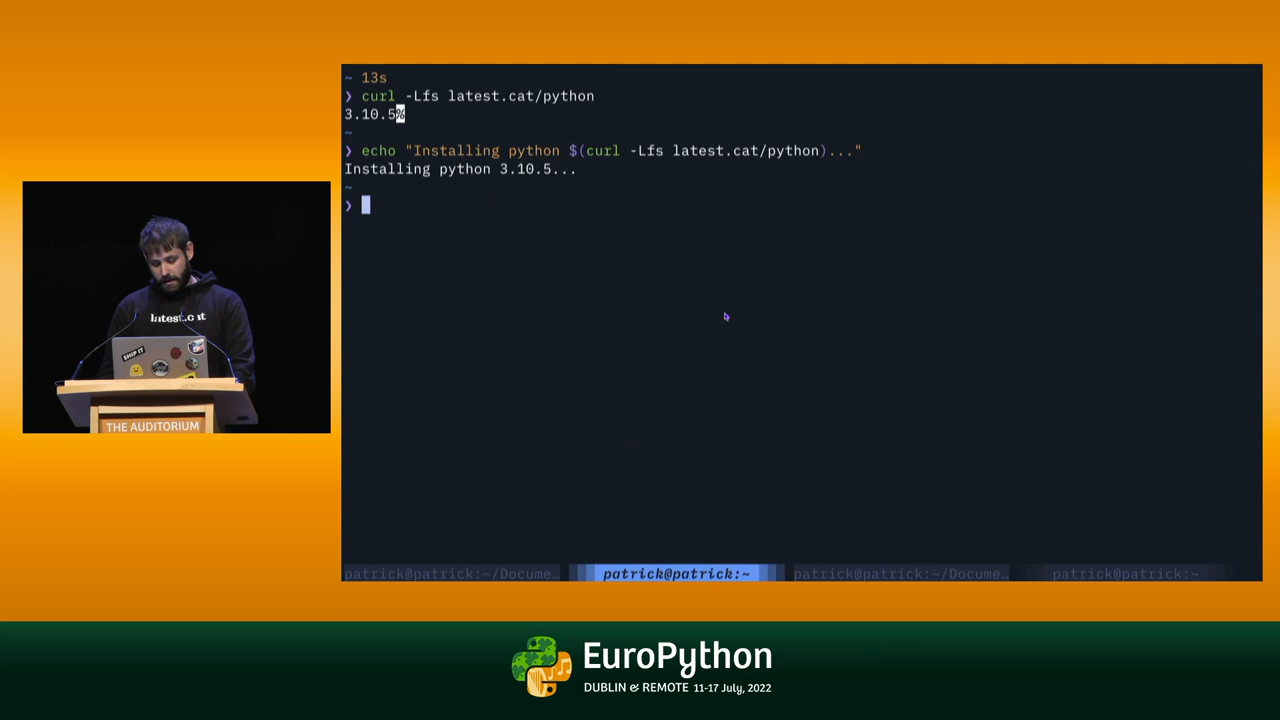 ~ 13s
❯ curl -Lfs latest.cat/python
3.10.5%
~
❯ echo "Installing python $(curl -Lfs latest.cat/python)..."
Installing python 3.10.5...
~
❯
latest.cat
SHIP IT
THE AUDITORIUM
patrick@patrick:~/Docume… patrick@patrick:~ patrick@patrick:~/Docume… patrick@patrick:~
EuroPython
DUBLIN & REMOTE 11-17 July, 2022